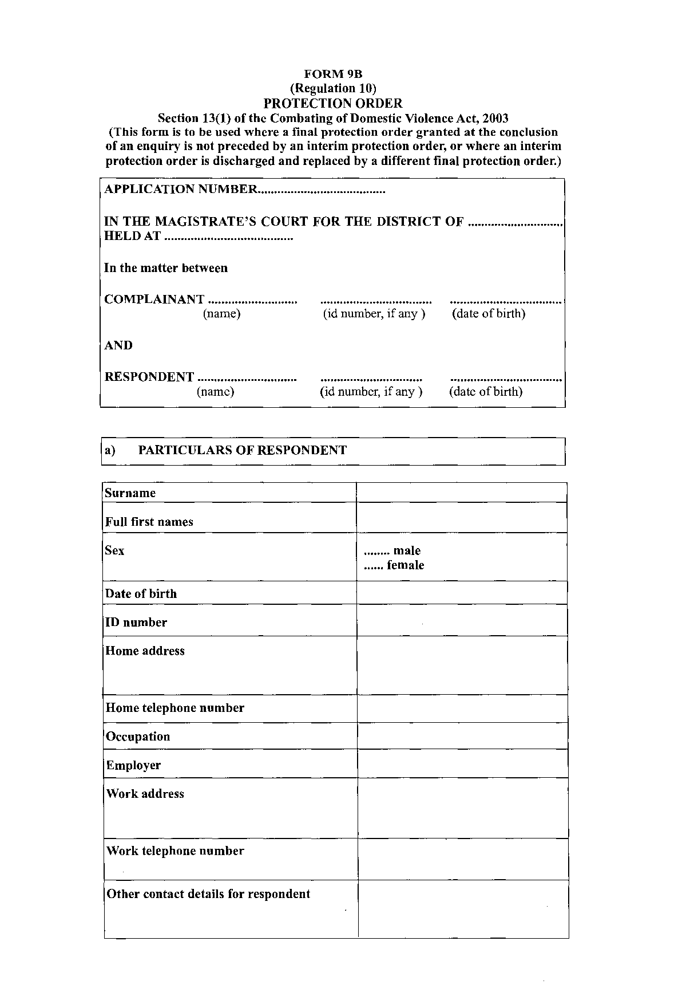 FORM 9B
(Regulation 10)
PROTECTION ORDER
Section 13(1) of the Combating of Domestic Violence Act, 2003
(This form is to be used where a final protection order granted at the conclusion
of an enquiry is not preceded by an interim protection order, or where an interim
protection order is discharged and replaced by a different final protection order.)
APPLICATION NUMBER.......................................
IN THE MAGISTRATE'S COURT FOR THE DISTRICT OF .............................
HELD AT .......................................
In the matter between
COMPLAINANT ........................... .................................. ..................................
(name) (id number, if any ) (date of birth)
AND
RESPONDENT .............................. ............................... ..................................
(name) (id number, if any ) (date of birth)
a) PARTICULARS OF RESPONDENT
Surname
Full first names
Sex ........ male
...... female
Date of birth
ID number
Home address
Home telephone number
Occupation
Employer
Work address
Work telephone number
Other contact details for respondent